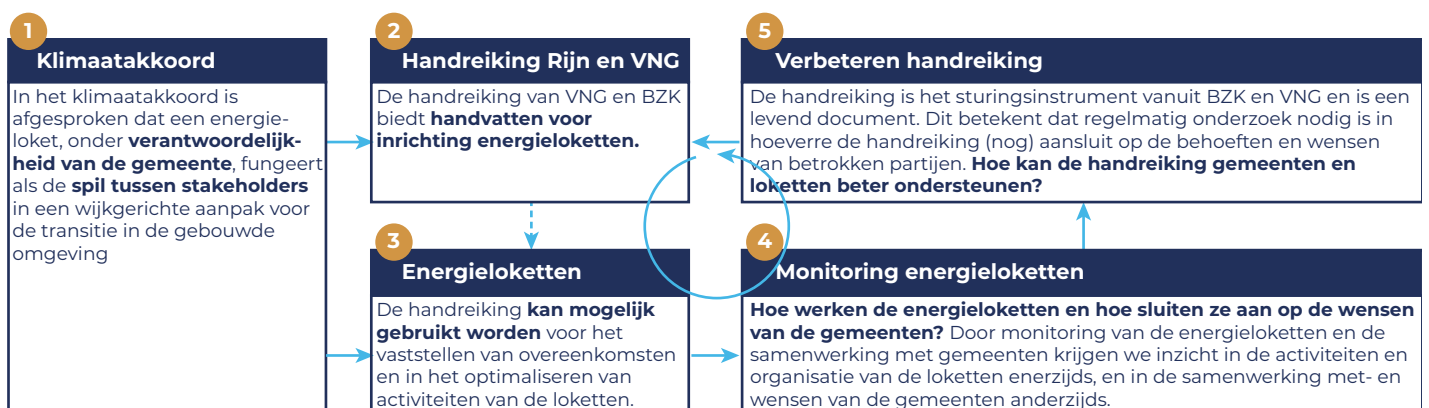 1
Klimaatakkoord
In het klimaatakkoord is
afgesproken dat een energie-
loket, onder verantwoordelijk-
heid van de gemeente, fungeert
als de spil tussen stakeholders
in een wijkgerichte aanpak voor
de transitie in de gebouwde
omgeving
2
Handreiking Rijn en VNG
De handreiking van VNG en BZK
biedt handvatten voor
inrichting energieloketten.
3
Energieloketten
De handreiking kan mogelijk
gebruikt worden voor het
vaststellen van overeenkomsten
en in het optimaliseren van
activiteiten van de loketten.
4
Monitoring energieloketten
Hoe werken de energieloketten en hoe sluiten ze aan op de wensen
van de gemeenten? Door monitoring van de energieloketten en de
samenwerking met gemeenten krijgen we inzicht in de activiteiten en
organisatie van de loketten enerzijds, en in de samenwerking met- en
wensen van de gemeenten anderzijds.
5
Verbeteren handreiking
De handreiking is het sturingsinstrument vanuit BZK en VNG en is een
levend document. Dit betekent dat regelmatig onderzoek nodig is in
hoeverre de handreiking (nog) aansluit op de behoeften en wensen
van betrokken partijen. Hoe kan de handreiking gemeenten en
loketten beter ondersteunen?